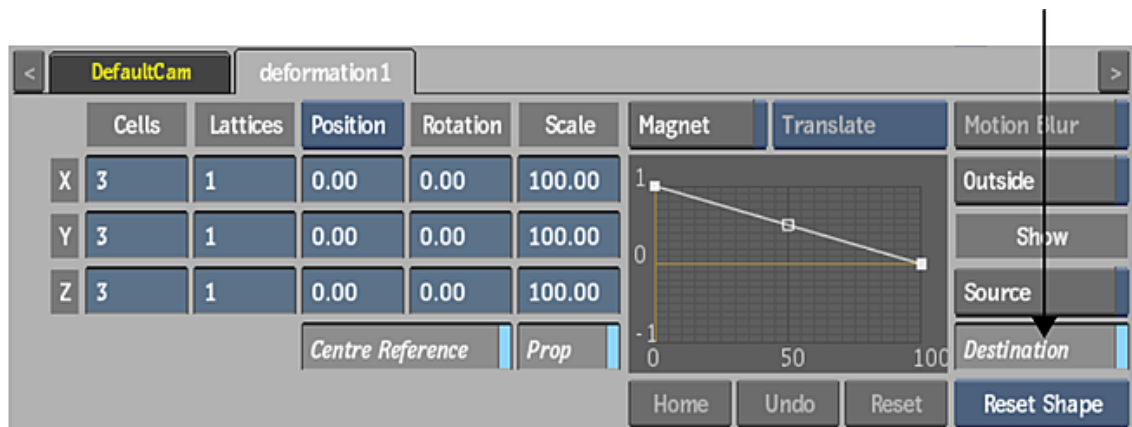 < DefaultCam deformation1 >
Cells Lattices Position Rotation Scale Magnet Translate Motion Blur
X 3 1 0.00 0.00 100.00 1 Outside
Y 3 1 0.00 0.00 100.00 0 Show
Z 3 1 0.00 0.00 100.00 Source
Centre Reference Prop -1 Destination
0 50 100
Home Undo Reset Reset Shape